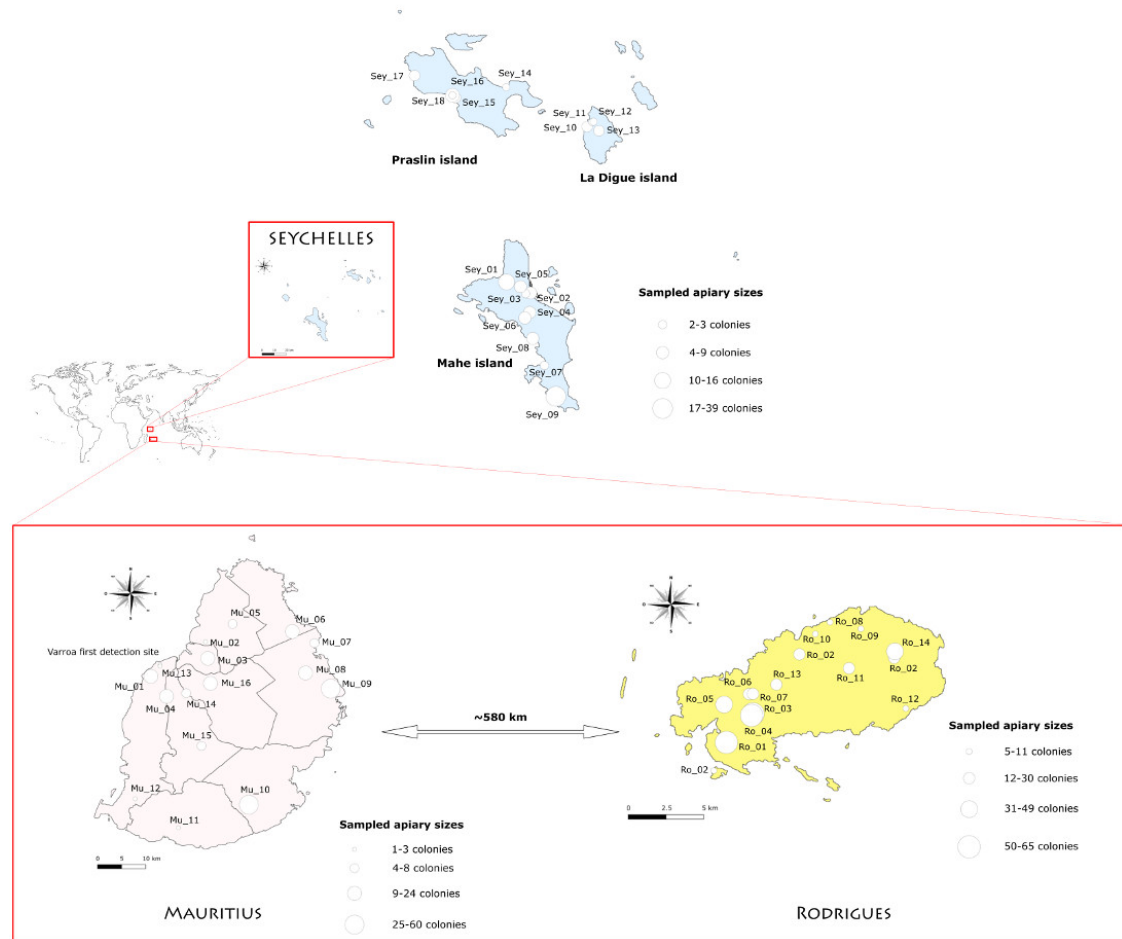 Sey_17
Sey_16
Sey_14
Sey_18
Sey_15
Sey_11
Sey_12
Sey_10
Sey_13
Praslin island
La Digue island
SEYCHELLES
Sey_01
Sey_05
Sey_03
Sey_02
Sey_04
Sey_06
Sey_08
Mahe island
Sey_07
Sey_09
Sampled apiary sizes
2-3 colonies
4-9 colonies
10-16 colonies
17-39 colonies
Mu_05
Mu_06
Mu_02
Mu_07
Varroa first detection site
Mu_03
Mu_13
Mu_08
Mu_01
Mu_16
Mu_09
Mu_14
Mu_04
Mu_15
Mu_12
Mu_10
Mu_11
0 5 10 km
Sampled apiary sizes
1-3 colonies
4-8 colonies
9-24 colonies
25-60 colonies
MAURITIUS
~580 km
Ro_08
Ro_10
Ro_09
Ro_14
Ro_02
Ro_02
Ro_11
Ro_13
Ro_06
Ro_07
Ro_05
Ro_03
Ro_12
Ro_04
Ro_01
Ro_02
0 2.5 5 km
Sampled apiary sizes
5-11 colonies
12-30 colonies
31-49 colonies
50-65 colonies
RODRIGUES